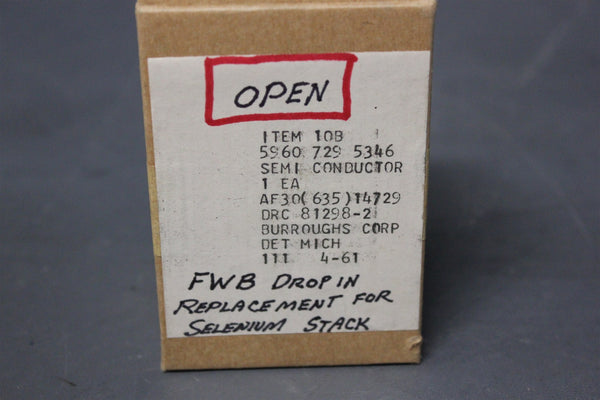 OPEN
ITEM 10B
5960 729 5346
SEMI CONDUCTOR
1 EA
AF30(635)14729
DRC 81298-2
BURROUGHS CORP
DET MICH
111 4-61
FWB DROP IN
REPLACEMENT FOR
SELENIUM STACK